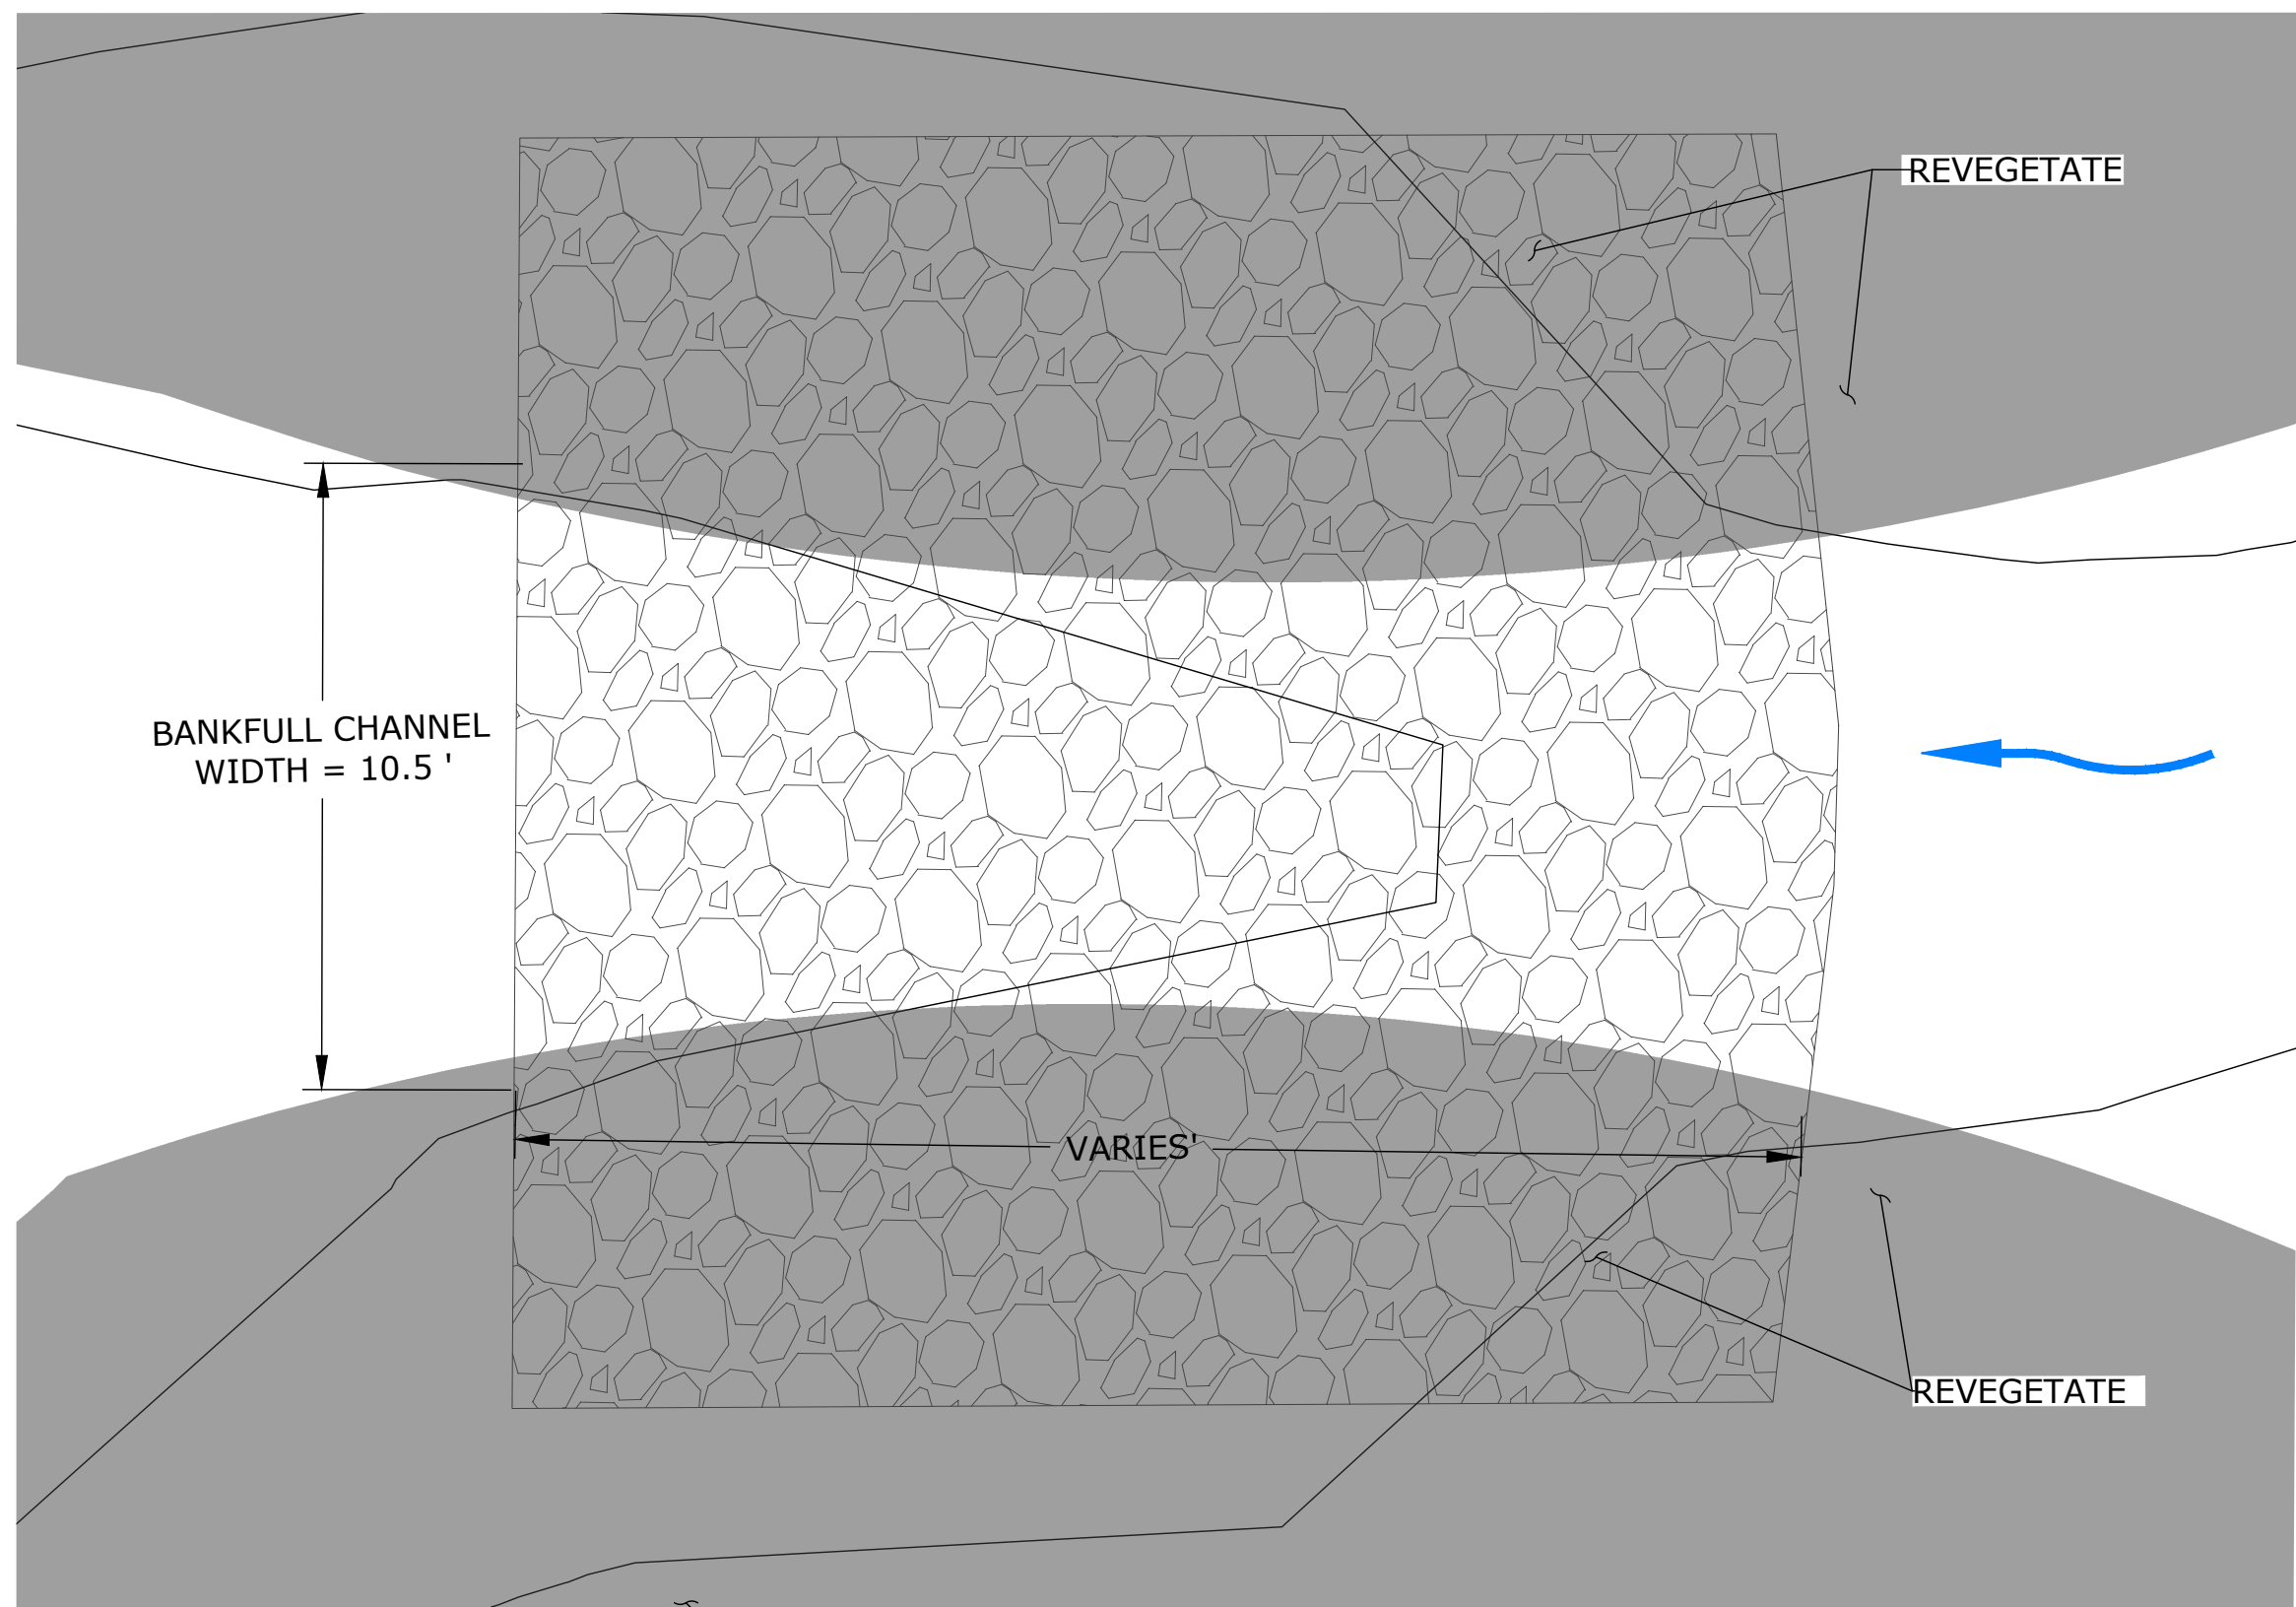 REVEGETATE
BANKFULL CHANNEL
WIDTH = 10.5 '
VARIES'
REVEGETATE